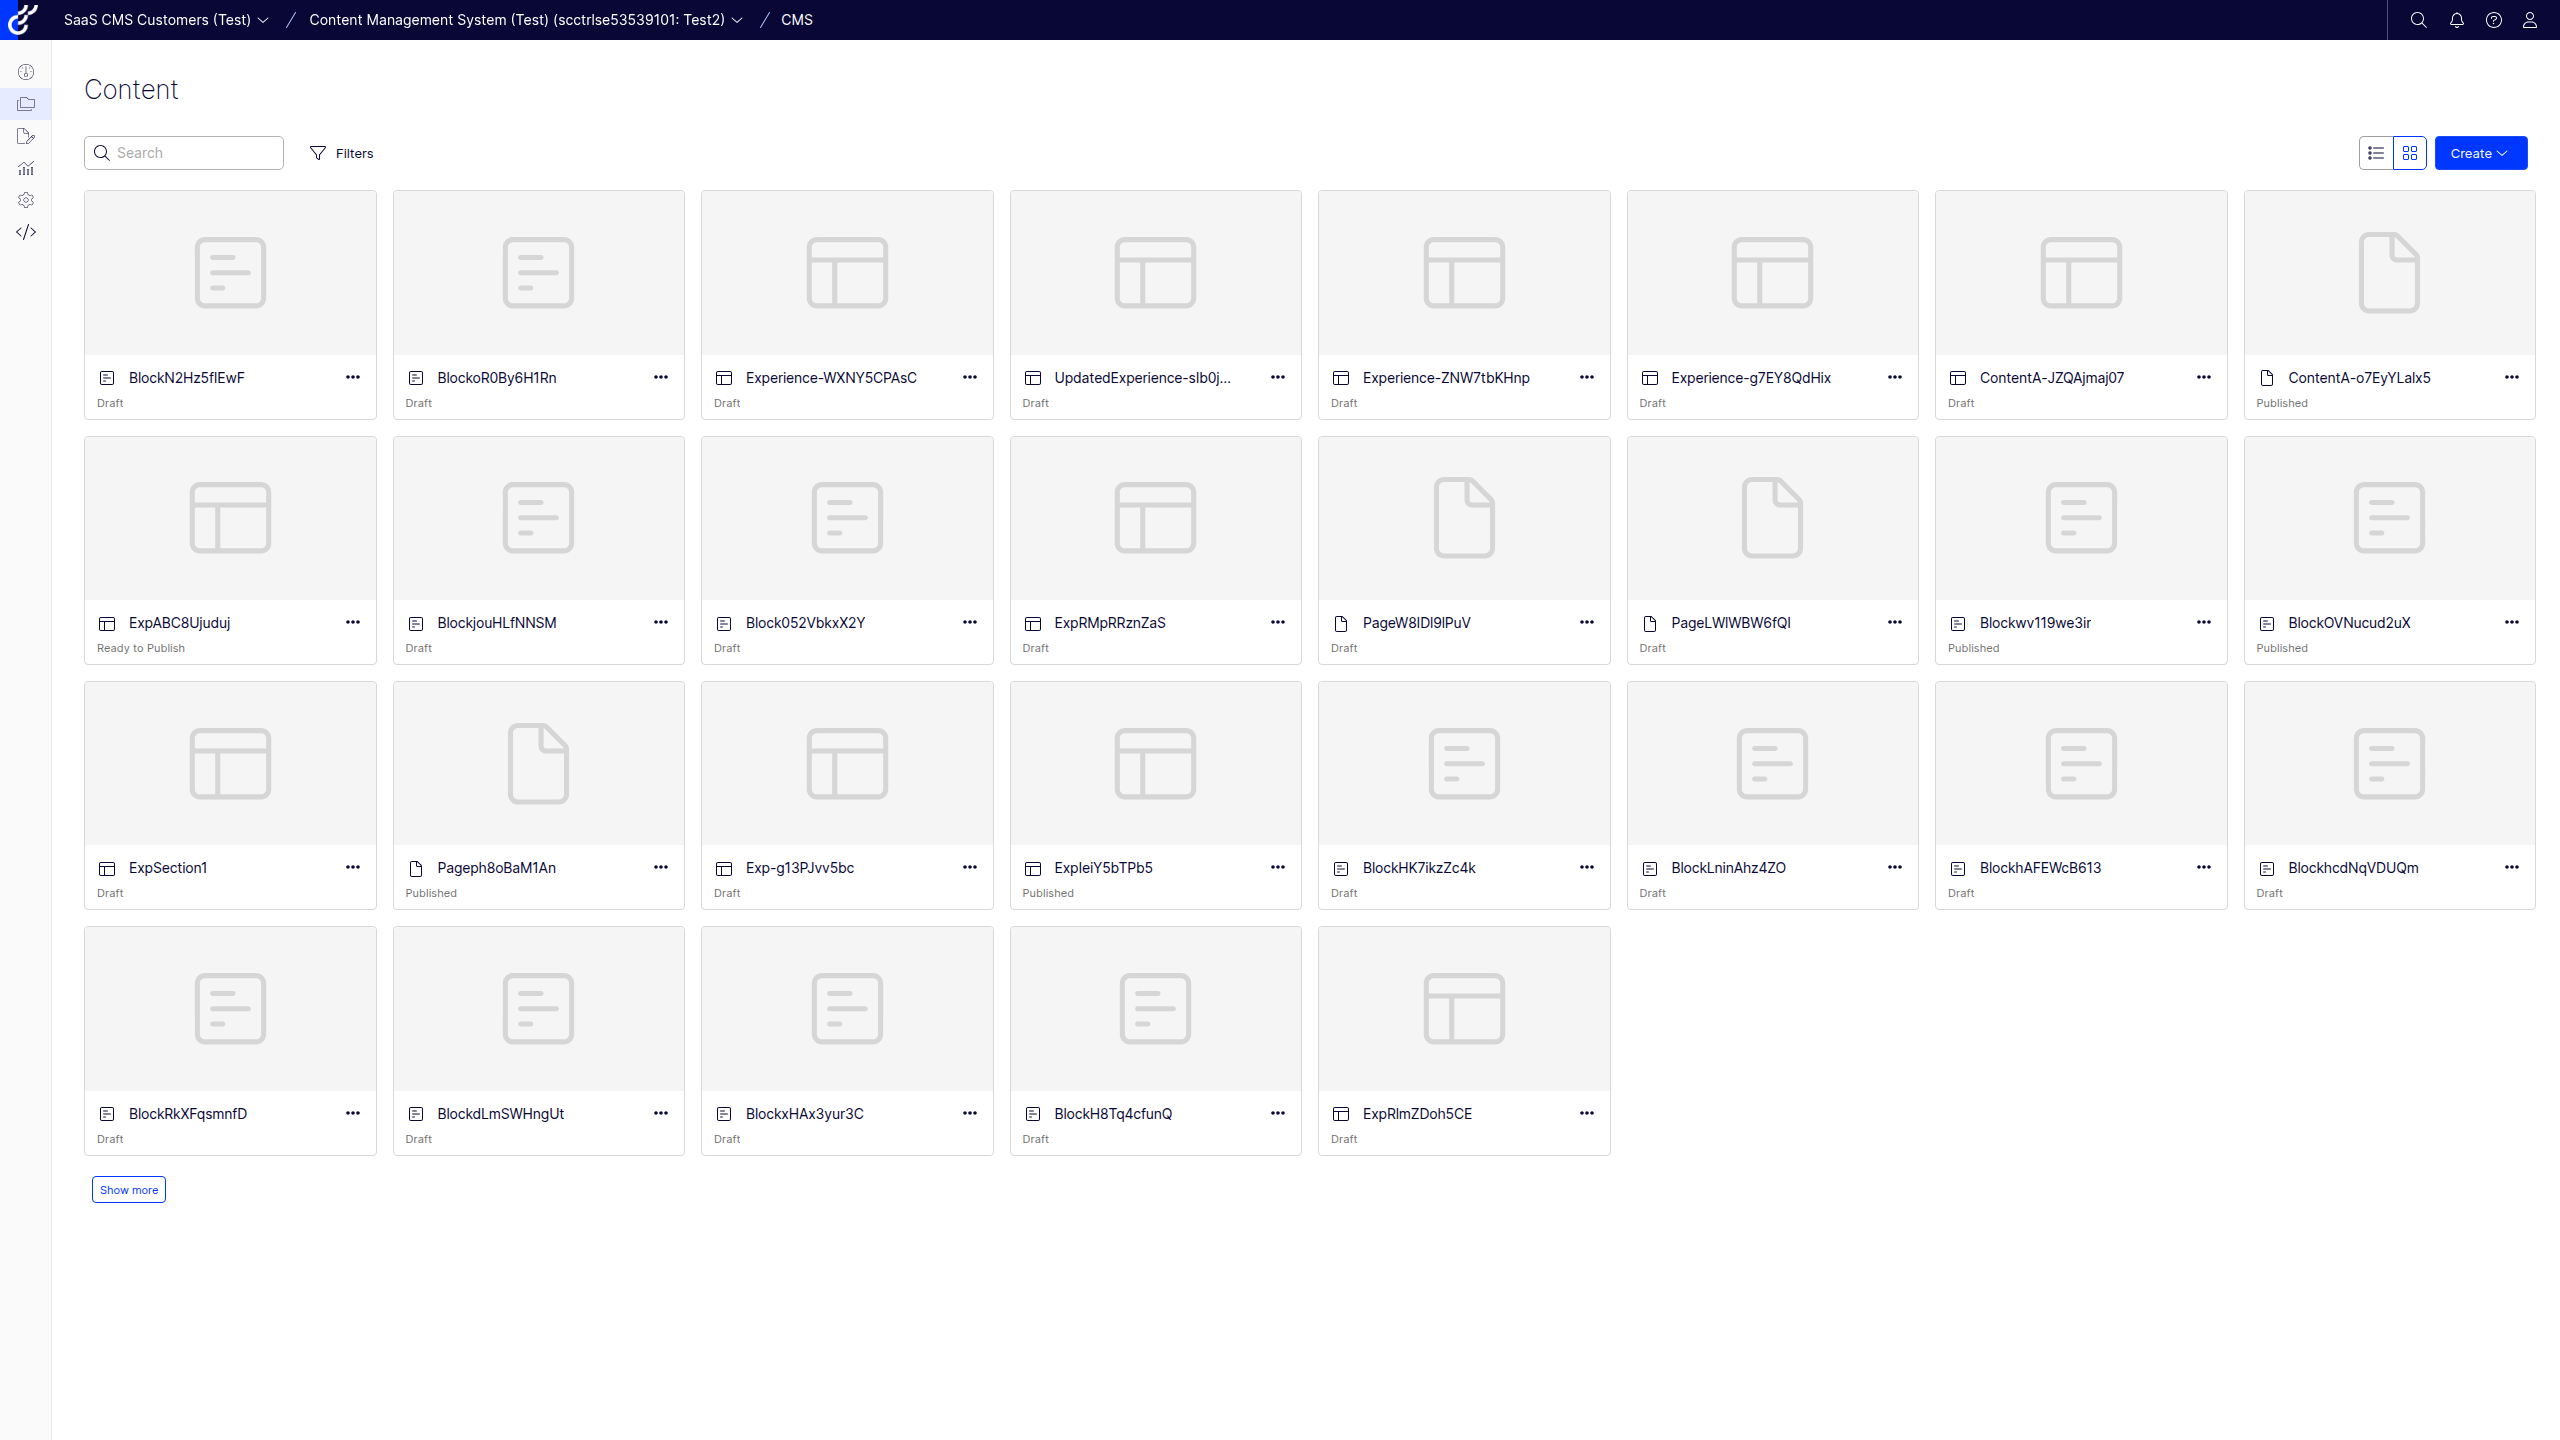 SaaS CMS Customers (Test) / Content Management System (Test) (scctrlse53539101: Test2) / CMS
Content
Search Filters Create
BlockN2Hz5flEwF BlockoR0By6H1Rn Experience-WXNY5CPAsC UpdatedExperience-slb0j... Experience-ZNW7tbKHnp Experience-g7EY8QdHix ContentA-JZQAjmaj07 ContentA-o7EyYLalx5
Draft Draft Draft Draft Draft Draft Draft Published
ExpABC8Ujuduj BlockjouHLfNNSM Block052VbkxX2Y ExpRMpRRznZaS PageW8IDl9lPuV PageLWlWBW6fQI Blockwv119we3ir BlockOVNucud2uX
Ready to Publish Draft Draft Draft Draft Draft Published Published
ExpSection1 Pageph8oBaM1An Exp-g13PJvv5bc ExpleiY5bTPb5 BlockHK7ikzZc4k BlockLninAhz4ZO BlockhAFEWcB613 BlockhcdNqVDUQm
Draft Published Draft Published Draft Draft Draft Draft
BlockRkXFqsmnfD BlockdLmSWHngUt BlockxHAx3yur3C BlockH8Tq4cfunQ ExpRlmZDoh5CE
Draft Draft Draft Draft Draft
Show more